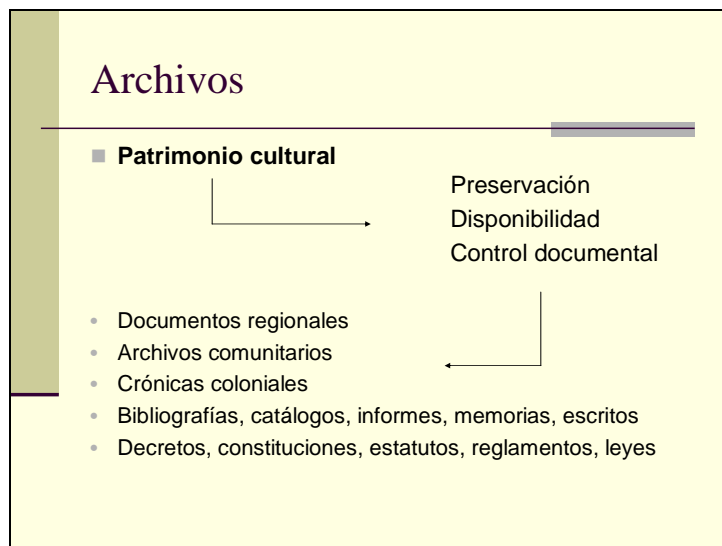 Archivos
Patrimonio cultural
Preservación
Disponibilidad
Control documental
Documentos regionales
Archivos comunitarios
Crónicas coloniales
Bibliografías, catálogos, informes, memorias, escritos
Decretos, constituciones, estatutos, reglamentos, leyes